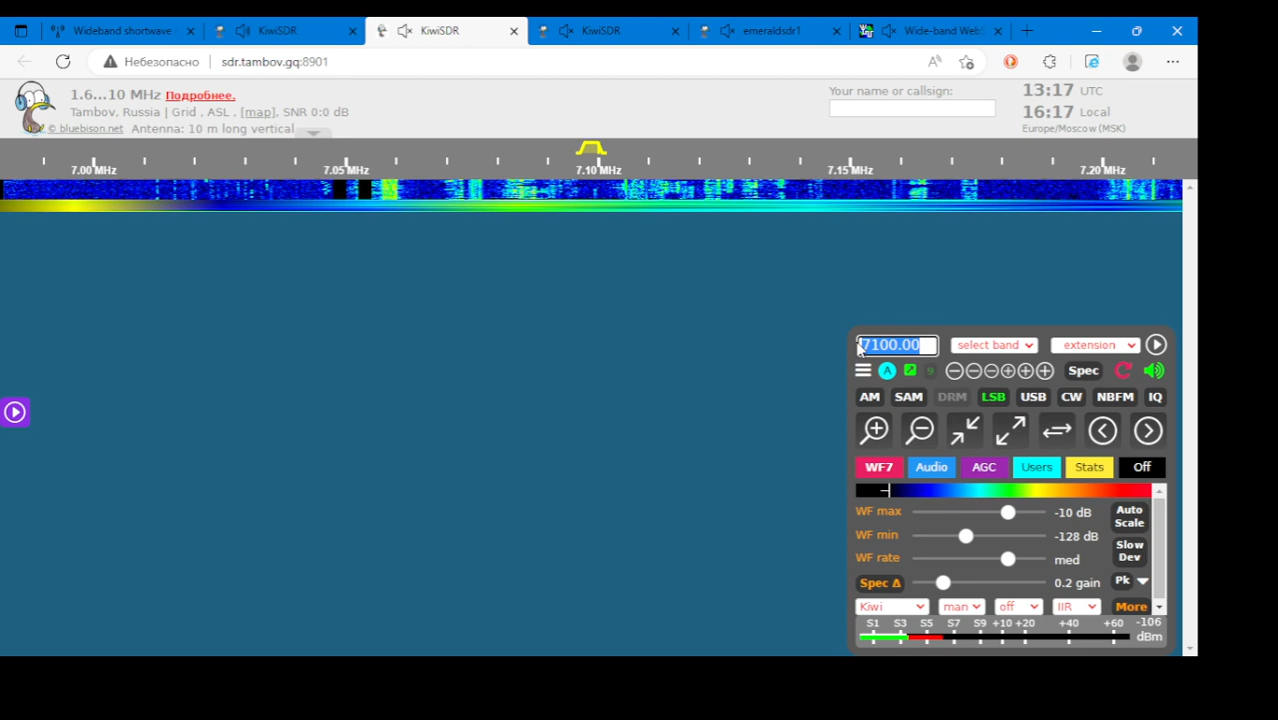 Wideband shortwave
KiwiSDR
KiwiSDR
KiwiSDR
emeraldsdr1
Wide-band Web
Небезопасно | sdr.tambov.gq:8901
1.6...10 MHz Подробнее.
Tambov, Russia | Grid , ASL , [map], SNR 0:0 dB
© bluebison.net Antenna: 10 m long vertical
Your name or callsign:
13:17 UTC
16:17 Local
Europe/Moscow (MSK)
7.00 MHz 7.05 MHz 7.10 MHz 7.15 MHz 7.20 MHz
7100.00 select band extension
A 9 Spec
AM SAM DRM LSB USB CW NBFM IQ
WF7 Audio AGC Users Stats Off
WF max -10 dB Auto Scale
WF min -128 dB
WF rate med Slow Dev
Spec Δ 0.2 gain Pk
Kiwi man off IIR More
S1 S3 S5 S7 S9 +10 +20 +40 +60 -106
dBm